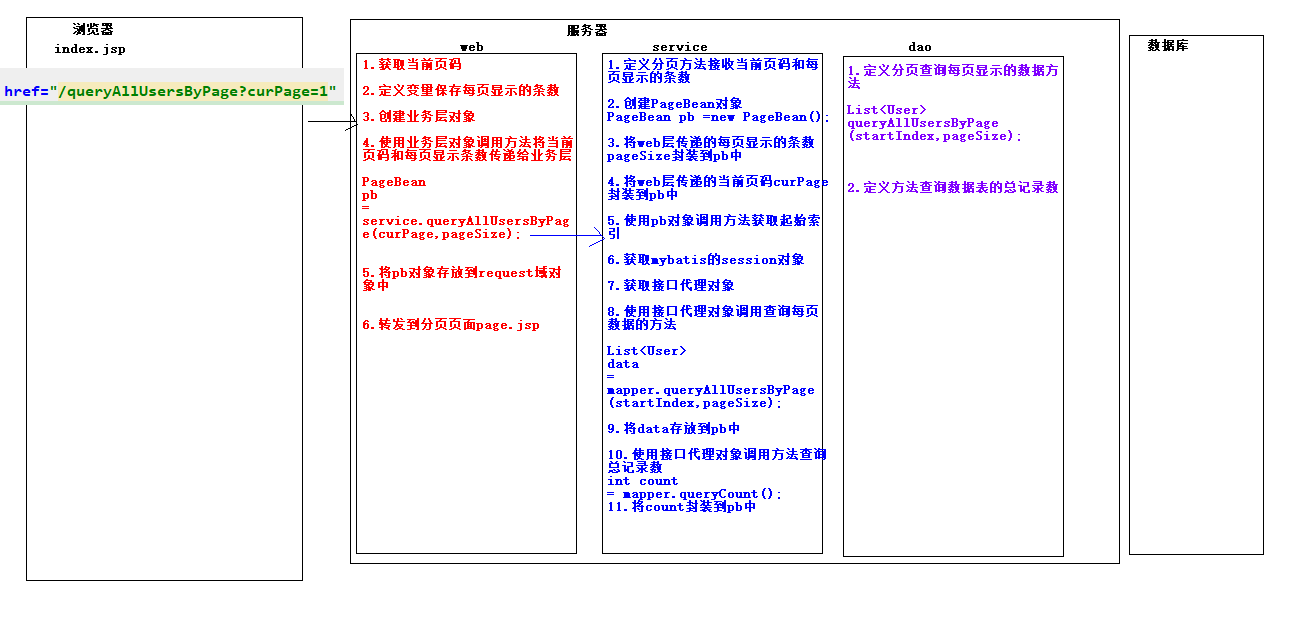 浏览器
index.jsp
href="/queryAllUsersByPage?curPage=1"
服务器
web
1.获取当前页码
2.定义变量保存每页显示的条数
3.创建业务层对象
4.使用业务层对象调用方法将当前
页码和每页显示条数传递给业务层
PageBean
pb
=
service.queryAllUsersByPag
e(curPage,pageSize);
5.将pb对象存放到request域对
象中
6.转发到分页页面page.jsp
service
1.定义分页方法接收当前页码和每
页显示的条数
2.创建PageBean对象
PageBean pb =new PageBean();
3.将web层传递的每页显示的条数
pageSize封装到pb中
4.将web层传递的当前页码curPage
封装到pb中
5.使用pb对象调用方法获取起始索
引
6.获取mybatis的session对象
7.获取接口代理对象
8.使用接口代理对象调用查询每页
数据的方法
List<User>
data
=
mapper.queryAllUsersByPage
(startIndex,pageSize);
9.将data存放到pb中
10.使用接口代理对象调用方法查询
总记录数
int count
= mapper.queryCount();
11.将count封装到pb中
dao
1.定义分页查询每页显示的数据方
法
List<User>
queryAllUsersByPage
(startIndex,pageSize);
2.定义方法查询数据表的总记录数
数据库